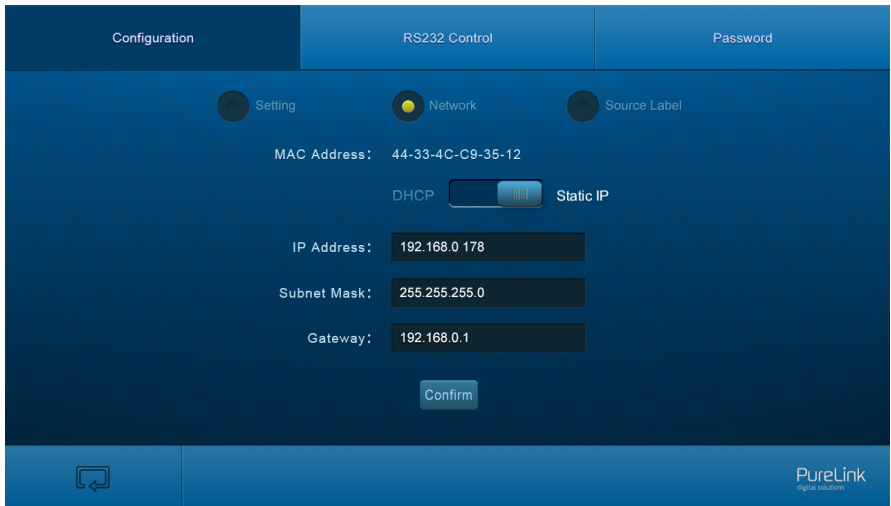 Configuration RS232 Control Password
Setting Network Source Label
MAC Address: 44-33-4C-C9-35-12
DHCP Static IP
IP Address: 192.168.0 178
Subnet Mask: 255.255.255.0
Gateway: 192.168.0.1
Confirm
PureLink
digital solutions